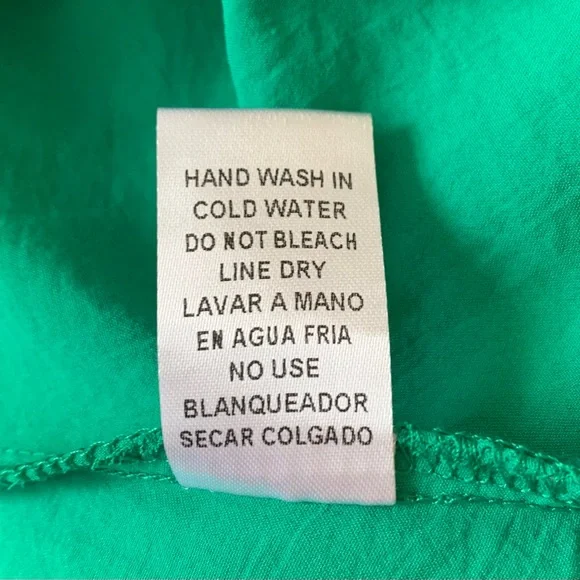 HAND WASH IN
COLD WATER
DO NOT BLEACH
LINE DRY
LAVAR A MANO
EN AGUA FRIA
NO USE
BLANQUEADOR
SECAR COLGADO